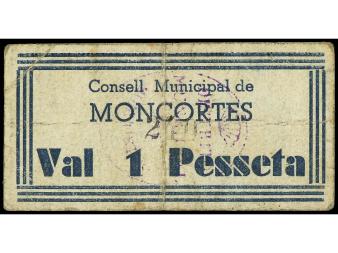 Consell Municipal de
MONCORTES
Val 1 Pesseta